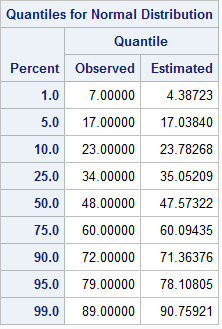 Quantiles for Normal Distribution
Quantile
Percent Observed Estimated
1.0 7.00000 4.38723
5.0 17.00000 17.03840
10.0 23.00000 23.78268
25.0 34.00000 35.05209
50.0 48.00000 47.57322
75.0 60.00000 60.09435
90.0 72.00000 71.36376
95.0 79.00000 78.10805
99.0 89.00000 90.75921